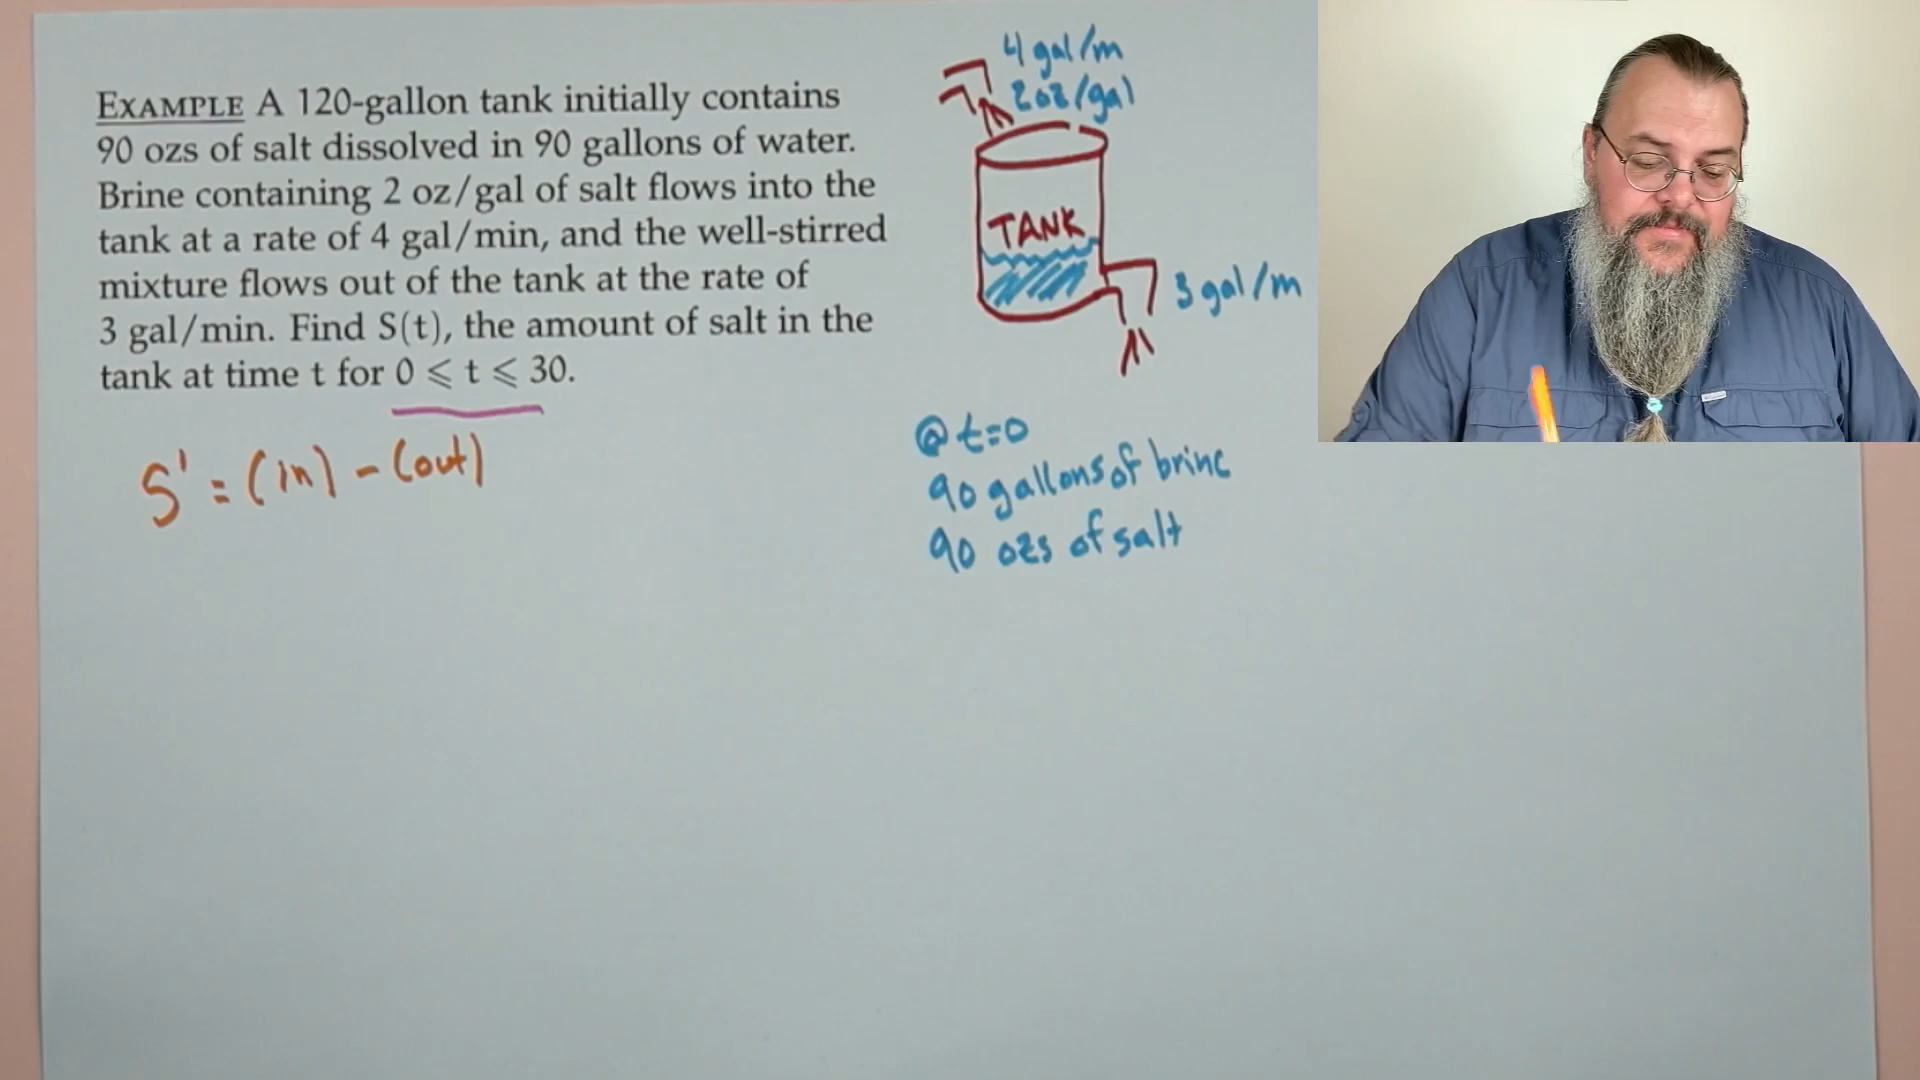 EXAMPLE A 120-gallon tank initially contains
90 ozs of salt dissolved in 90 gallons of water.
Brine containing 2 oz/gal of salt flows into the
tank at a rate of 4 gal/min, and the well-stirred
mixture flows out of the tank at the rate of
3 gal/min. Find S(t), the amount of salt in the
tank at time t for 0 ⩽ t ⩽ 30.
S' = (in) - (out)
4 gal/m
2oz/gal
TANK
3 gal/m
@ t=0
90 gallons of brine
90 ozs of salt